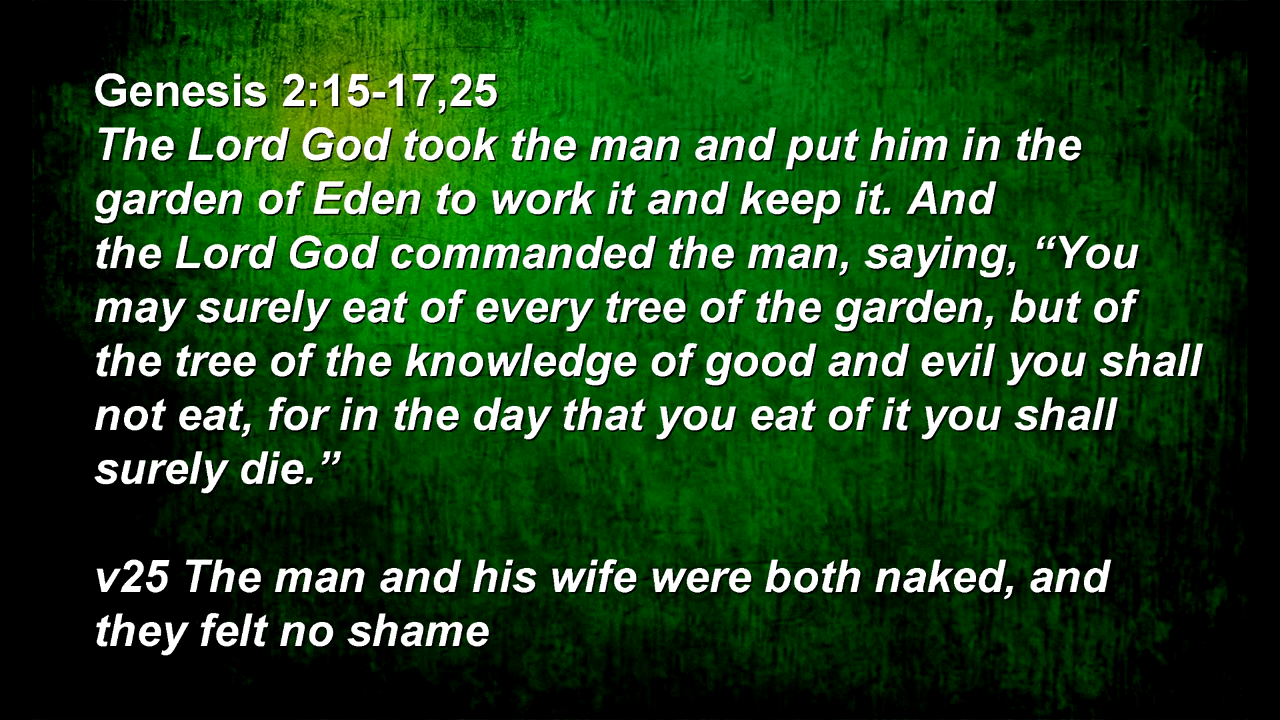 Genesis 2:15-17,25
The Lord God took the man and put him in the
garden of Eden to work it and keep it. And
the Lord God commanded the man, saying, “You
may surely eat of every tree of the garden, but of
the tree of the knowledge of good and evil you shall
not eat, for in the day that you eat of it you shall
surely die.”
v25 The man and his wife were both naked, and
they felt no shame